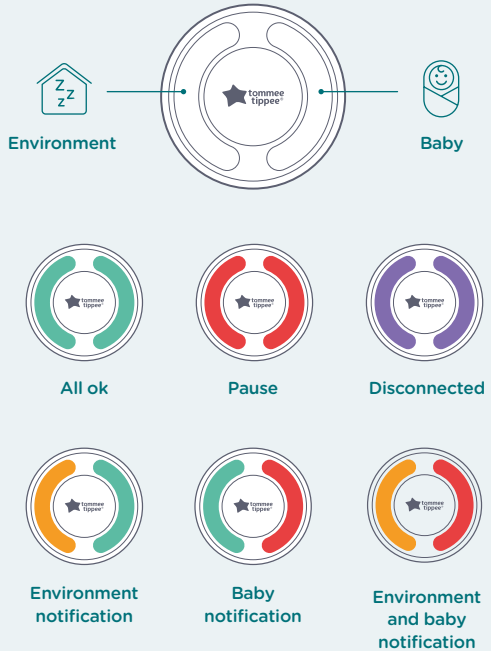 Z
Z
Z
tommee
tippee®
Environment
Baby
tommee
tippee®
tommee
tippee®
tommee
tippee®
All ok
Pause
Disconnected
tommee
tippee®
tommee
tippee®
tommee
tippee®
Environment
notification
Baby
notification
Environment
and baby
notification